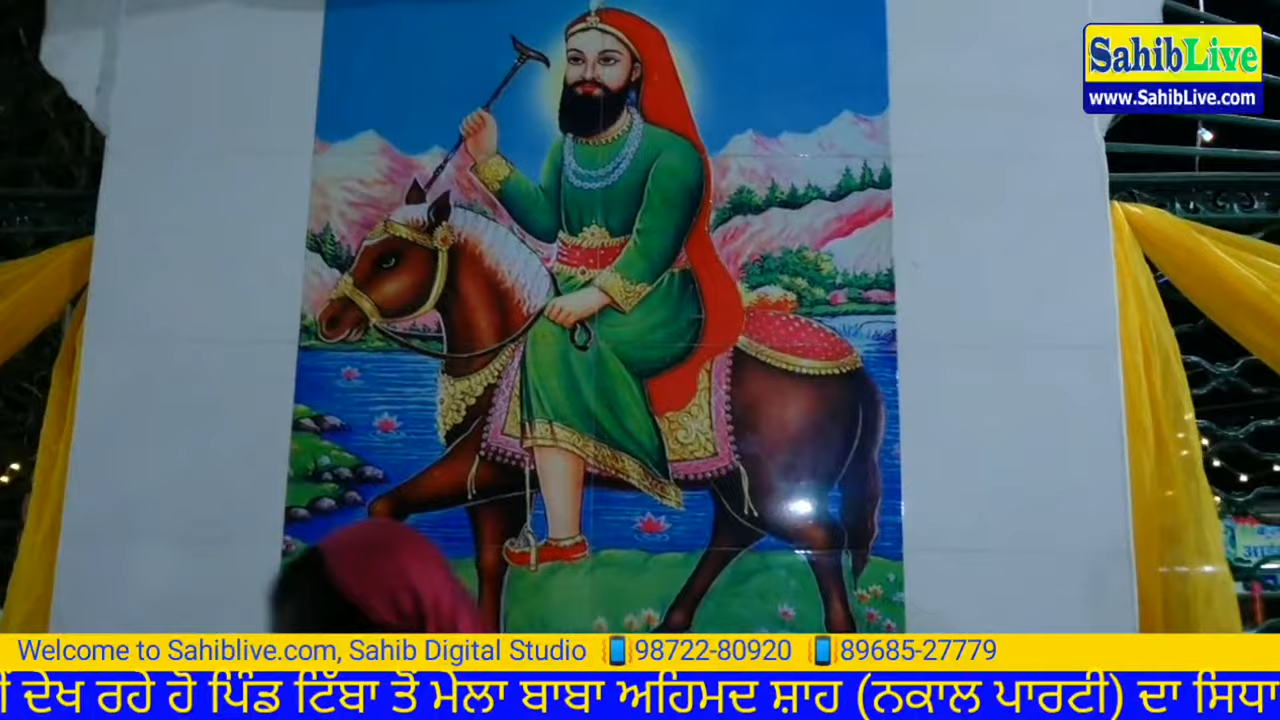 SahibLive
www.SahibLive.com
Welcome to Sahiblive.com, Sahib Digital Studio 98722-80920 89685-27779
ਦੇਖ ਰਹੇ ਹੋ ਪਿੰਡ ਟਿੱਬਾ ਤੋਂ ਮੇਲਾ ਬਾਬਾ ਅਹਿਮਦ ਸ਼ਾਹ (ਨਕਾਲ ਪਾਰਟੀ) ਦਾ ਸਿਧਾ